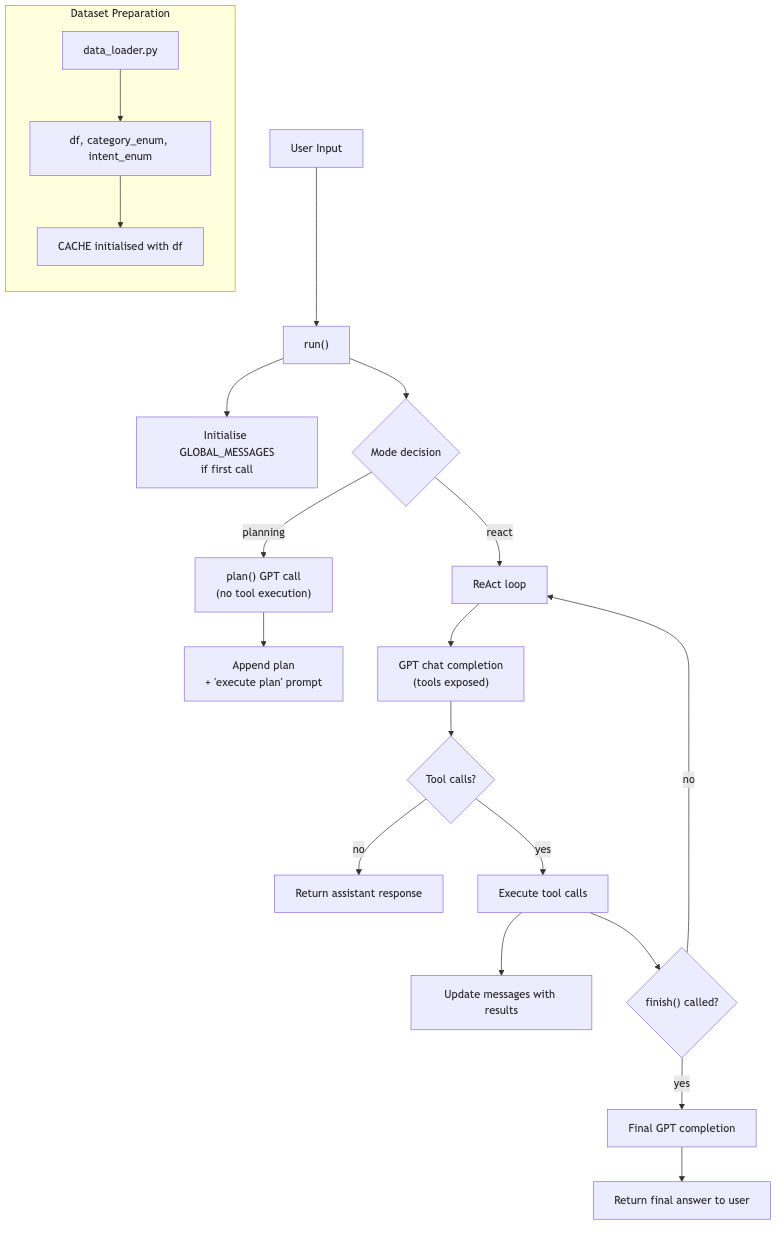 Dataset Preparation
data_loader.py
df, category_enum,
intent_enum
CACHE initialised with df
User Input
run()
Initialise
GLOBAL_MESSAGES
if first call
Mode decision
planning
react
plan() GPT call
(no tool execution)
ReAct loop
Append plan
+ 'execute plan' prompt
GPT chat completion
(tools exposed)
Tool calls?
no
no
yes
Return assistant response
Execute tool calls
Update messages with
results
finish() called?
yes
Final GPT completion
Return final answer to user